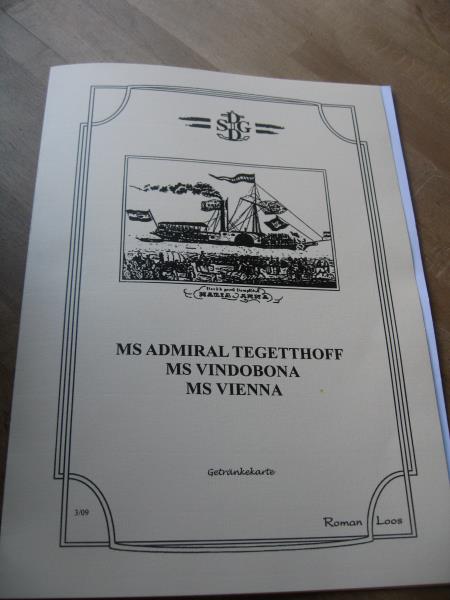 DDSG
MARIA ANNA
MS ADMIRAL TEGETTHOFF
MS VINDOBONA
MS VIENNA
Getränkekarte
3/09
Roman Loos